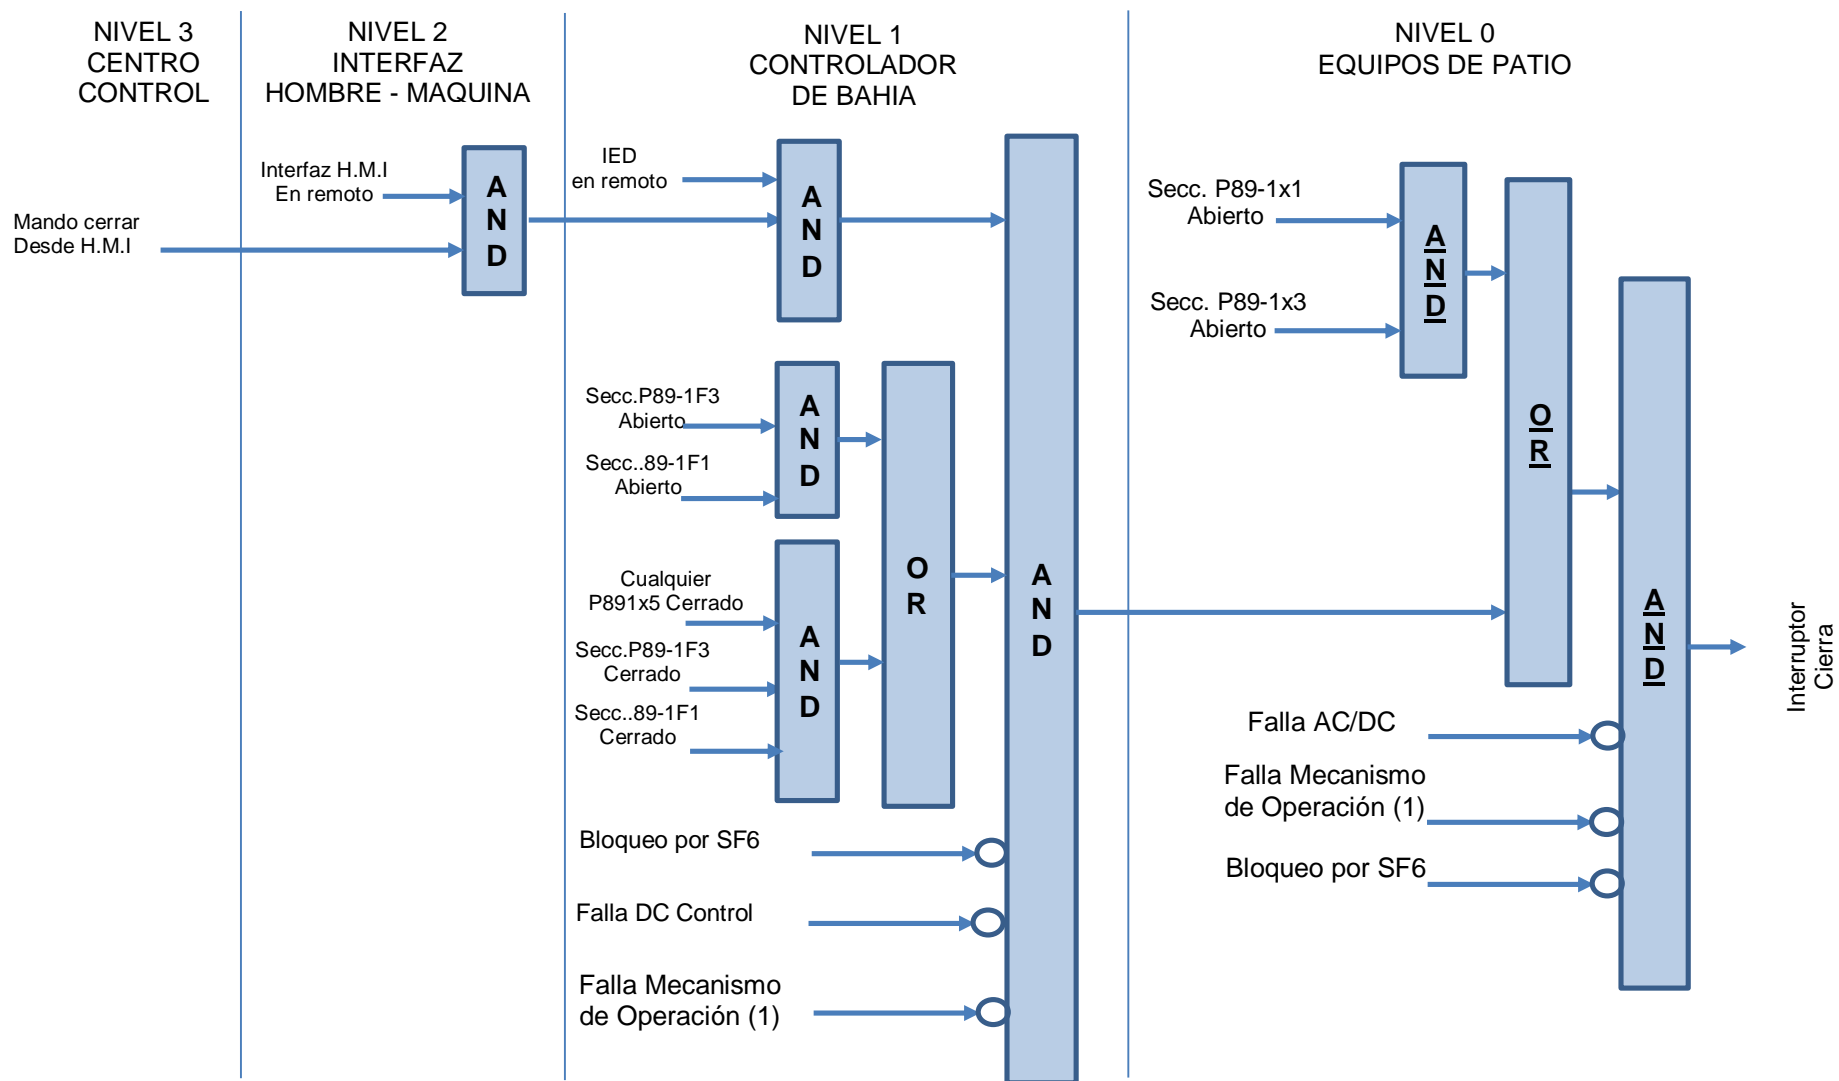 NIVEL 3
CENTRO
CONTROL
NIVEL 2
INTERFAZ
HOMBRE - MAQUINA
NIVEL 1
CONTROLADOR
DE BAHIA
NIVEL 0
EQUIPOS DE PATIO
Mando cerrar
Desde H.M.I
Interfaz H.M.I
En remoto
A
N
D
IED
en remoto
A
N
D
Secc.P89-1F3
Abierto
Secc..89-1F1
Abierto
A
N
D
Cualquier
P891x5 Cerrado
Secc.P89-1F3
Cerrado
Secc..89-1F1
Cerrado
A
N
D
O
R
Bloqueo por SF6
Falla DC Control
Falla Mecanismo
de Operación (1)
A
N
D
Secc. P89-1x1
Abierto
Secc. P89-1x3
Abierto
A
N
D
O
R
Falla AC/DC
Falla Mecanismo
de Operación (1)
Bloqueo por SF6
A
N
D
Interruptor
Cierra